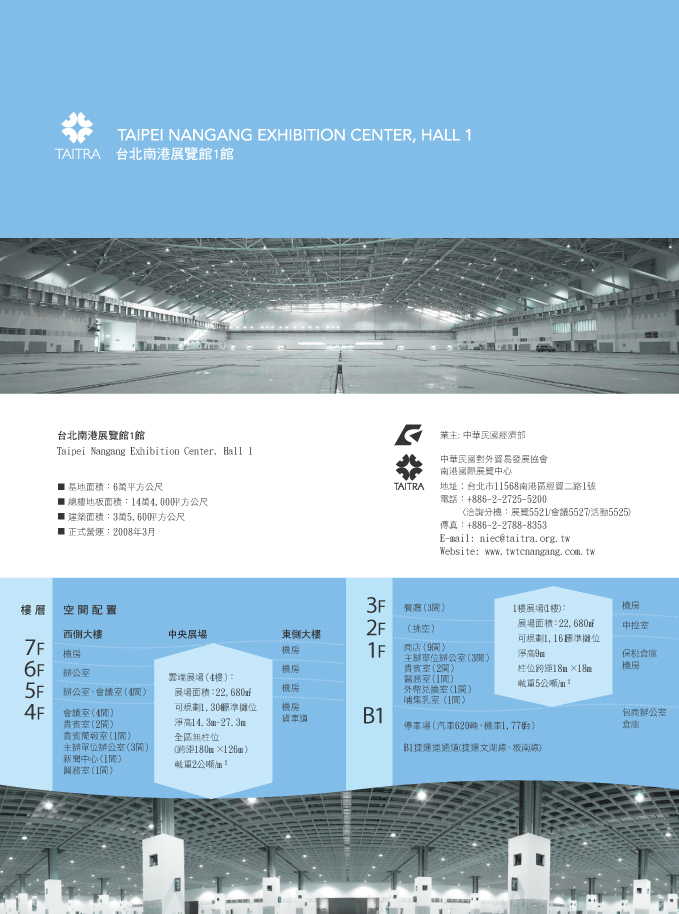 TAITRA
TAIPEI NANGANG EXHIBITION CENTER, HALL 1
台北南港展覽館1館
台北南港展覽館1館
Taipei Nangang Exhibition Center, Hall 1
■ 基地面積：6萬平方公尺
■ 總樓地板面積：14萬4,000平方公尺
■ 建築面積：3萬5,600平方公尺
■ 正式營運：2008年3月
業主: 中華民國經濟部
TAITRA
中華民國對外貿易發展協會
南港國際展覽中心
地址：台北市11568南港區經貿二路1號
電話：+886-2-2725-5200
(洽詢分機：展覽5521/會議5527/活動5525)
傳真：+886-2-2788-8353
E-mail: niec@taitra.org.tw
Website: www.twtcnangang.com.tw
樓層 空間配置
西側大樓 中央展場 東側大樓
7F 機房 機房
6F 辦公室 機房
5F 辦公室、會議室(4間) 機房
4F 會議室(4間)
貴賓室(2間)
貴賓簡報室(1間)
主辦單位辦公室(3間)
新聞中心(1間)
醫務室(1間)
雲端展場(4樓)：
展場面積：22,680㎡
可規劃1,30標準攤位
淨高14.3m-27.3m
全區無柱位
(跨距180m ×126m)
載重2公噸/m²
機房
貨車道
3F 餐廳(3間) 機房
2F (挑空) 中控室
1F 商店(9間)
主辦單位辦公室(3間)
貴賓室(2間)
醫務室(1間)
外幣兌換室(1間)
哺集乳室(1間)
1樓展場(1樓)：
展場面積：22,680㎡
可規劃1,16標準攤位
淨高9m
柱位跨距18m ×18m
載重5公噸/m²
保稅倉庫
機房
B1 停車場(汽車620輛、機車1,77台)
B1捷運連通道(捷運文湖線、板南線)
包商辦公室
倉庫